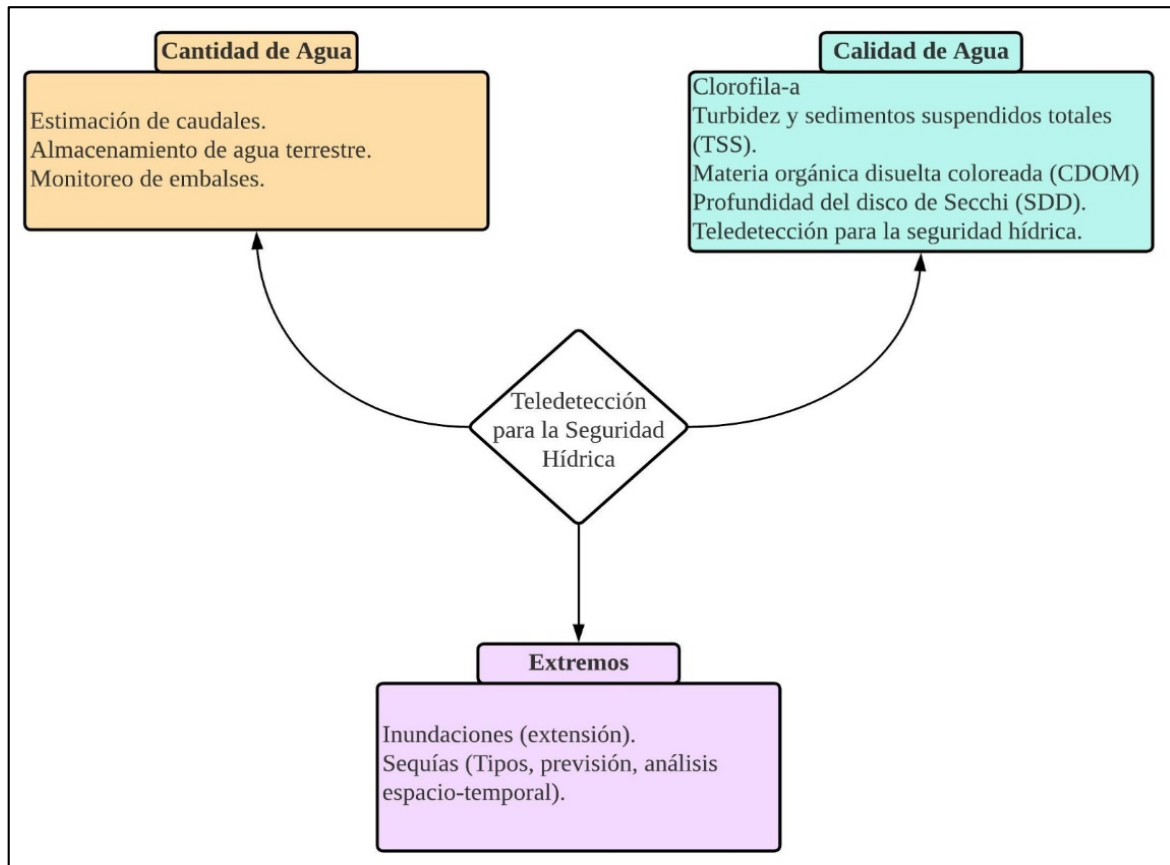 Cantidad de Agua
Estimación de caudales.
Almacenamiento de agua terrestre.
Monitoreo de embalses.
Calidad de Agua
Clorofila-a
Turbidez y sedimentos suspendidos totales
(TSS).
Materia orgánica disuelta coloreada (CDOM)
Profundidad del disco de Secchi (SDD).
Teledetección para la seguridad hídrica.
Teledetección
para la Seguridad
Hídrica
Extremos
Inundaciones (extensión).
Sequías (Tipos, previsión, análisis
espacio-temporal).